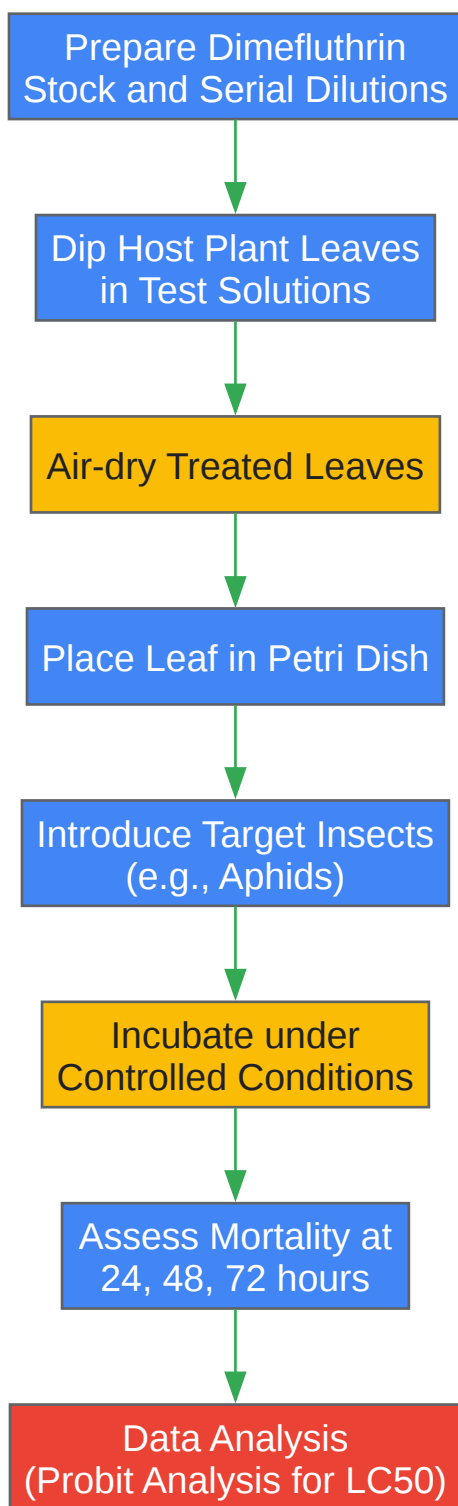 Prepare Dimefluthrin
Stock and Serial Dilutions
Dip Host Plant Leaves
in Test Solutions
Air-dry Treated Leaves
Place Leaf in Petri Dish
Introduce Target Insects
(e.g., Aphids)
Incubate under
Controlled Conditions
Assess Mortality at
24, 48, 72 hours
Data Analysis
(Probit Analysis for LC50)